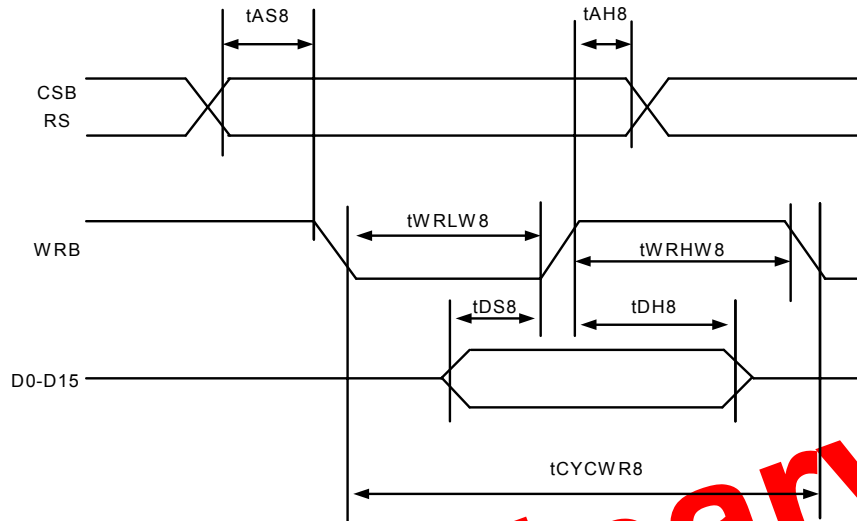 tAS8
tAH8
CSB
RS
tWRLW8
WRB
tWRHW8
tDS8
tDH8
D0-D15
tCYCWR8